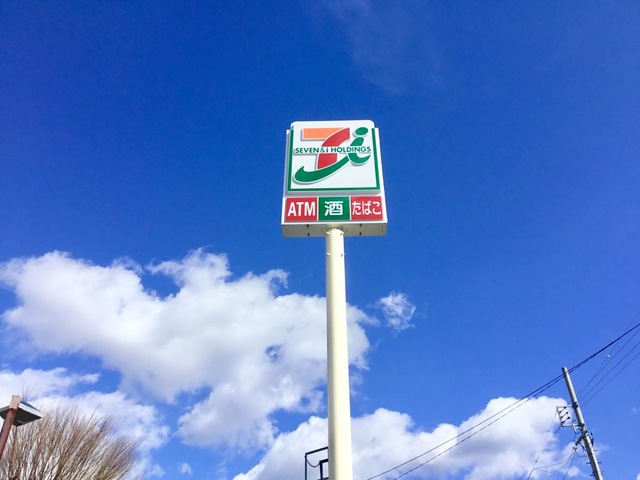 SEVEN & i HOLDINGS
ATM 酒 たばこ